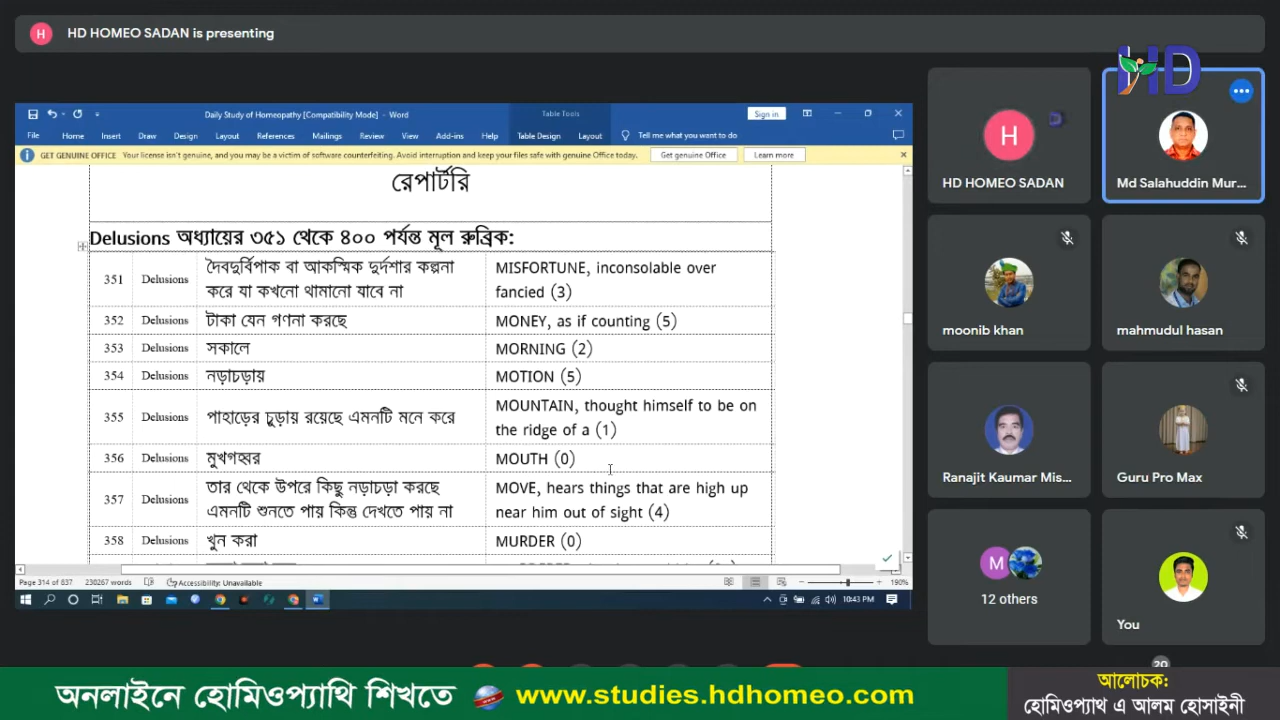 HD HOMEO SADAN is presenting
H
HD
Daily Study of Homeopathy [Compatibility Mode] - Word
Table Tools
Sign in
File Home Insert Draw Design Layout References Mailings Review View Add-ins Help Table Design Layout Tell me what you want to do
GET GENUINE OFFICE Your license isn't genuine, and you may be a victim of software counterfeiting. Avoid interruption and keep your files safe with genuine Office today. Get genuine Office Learn more
রেপার্টরি
Delusions অধ্যায়ের ৩৫১ থেকে ৪০০ পর্যন্ত মূল রুব্রিক:
351 Delusions দৈবদুর্বিপাক বা আকস্মিক দুর্দশার কল্পনা MISFORTUNE, inconsolable over
করে যা কখনো থামানো যাবে না fancied (3)
352 Delusions টাকা যেন গণনা করছে MONEY, as if counting (5)
353 Delusions সকালে MORNING (2)
354 Delusions নড়াচড়ায় MOTION (5)
355 Delusions পাহাড়ের চুড়ায় রয়েছে এমনটি মনে করে MOUNTAIN, thought himself to be on
the ridge of a (1)
356 Delusions মুখগহ্বর MOUTH (0)
357 Delusions তার থেকে উপরে কিছু নড়াচড়া করছে MOVE, hears things that are high up
এমনটি শুনতে পায় কিন্তু দেখতে পায় না near him out of sight (4)
358 Delusions খুন করা MURDER (0)
Page 314 of 837 230267 words Accessibility: Unavailable 190%
10:43 PM
H
HD HOMEO SADAN
Md Salahuddin Mur...
moonib khan
mahmudul hasan
Ranajit Kaumar Mis...
Guru Pro Max
M
12 others
You
20
অনলাইনে হোমিওপ্যাথি শিখতে www.studies.hdhomeo.com
আলোচক:
হোমিওপ্যাথ এ আলম হোসাইনী